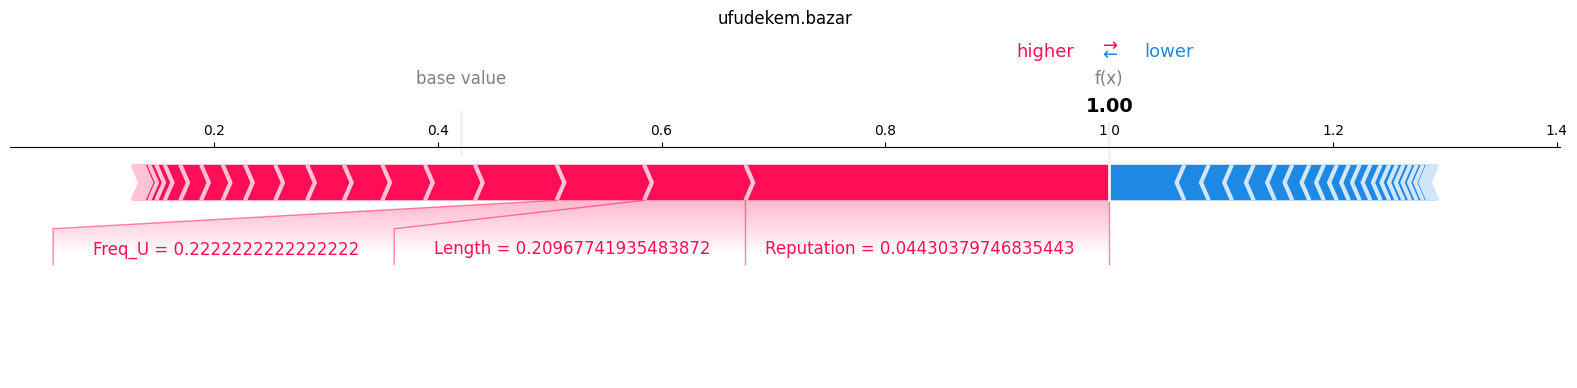 ufudekem.bazar
higher → ← lower
base value f(x)
1.00
0.2 0.4 0.6 0.8 1.0 1.2 1.4
Freq_U = 0.2222222222222222 Length = 0.20967741935483872 Reputation = 0.04430379746835443